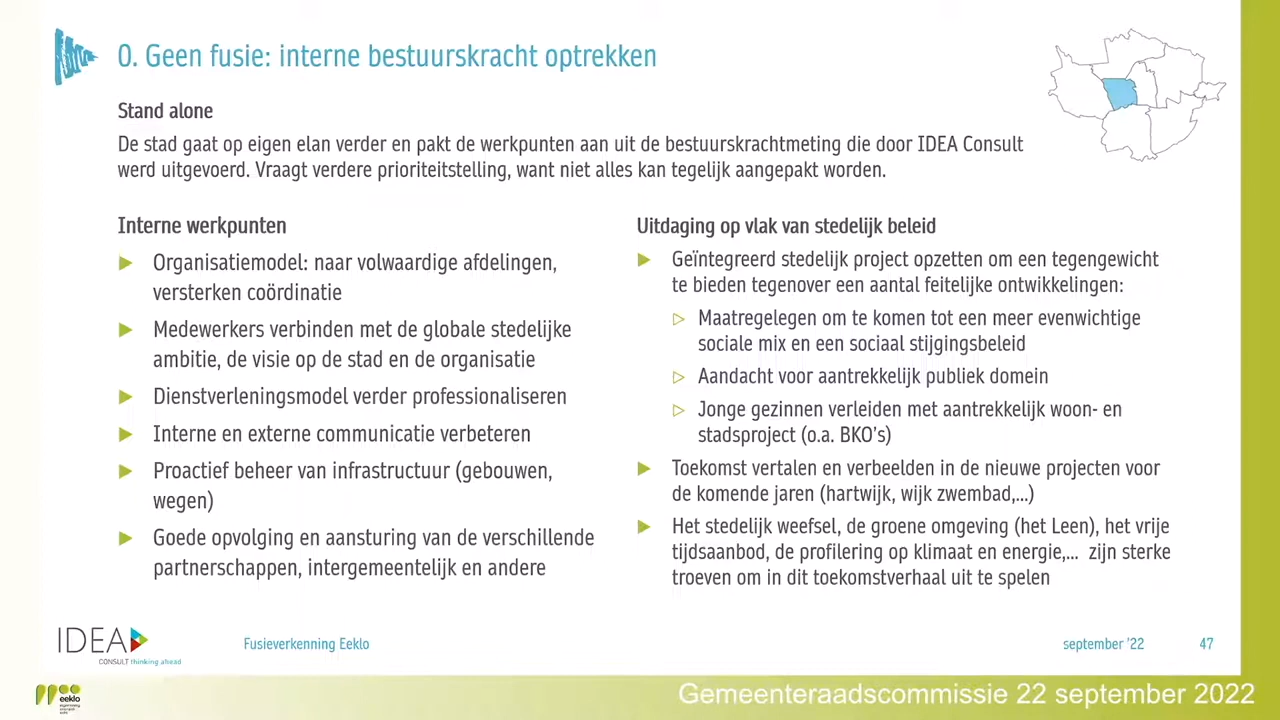 0. Geen fusie: interne bestuurskracht optrekken
Stand alone
De stad gaat op eigen elan verder en pakt de werkpunten aan uit de bestuurskrachtmeting die door IDEA Consult
werd uitgevoerd. Vraagt verdere prioriteitstelling, want niet alles kan tegelijk aangepakt worden.
Interne werkpunten
Organisatiemodel: naar volwaardige afdelingen,
versterken coördinatie
Medewerkers verbinden met de globale stedelijke
ambitie, de visie op de stad en de organisatie
Dienstverleningsmodel verder professionaliseren
Interne en externe communicatie verbeteren
Proactief beheer van infrastructuur (gebouwen,
wegen)
Goede opvolging en aansturing van de verschillende
partnerschappen, intergemeentelijk en andere
Uitdaging op vlak van stedelijk beleid
Geïntegreerd stedelijk project opzetten om een tegengewicht
te bieden tegenover een aantal feitelijke ontwikkelingen:
Maatregelegen om te komen tot een meer evenwichtige
sociale mix en een sociaal stijgingsbeleid
Aandacht voor aantrekkelijk publiek domein
Jonge gezinnen verleiden met aantrekkelijk woon- en
stadsproject (o.a. BKO's)
Toekomst vertalen en verbeelden in de nieuwe projecten voor
de komende jaren (hartwijk, wijk zwembad,...)
Het stedelijk weefsel, de groene omgeving (het Leen), het vrije
tijdsaanbod, de profilering op klimaat en energie,... zijn sterke
troeven om in dit toekomstverhaal uit te spelen
IDEA
CONSULT thinking ahead
Fusieverkenning Eeklo
september '22
47
eeklo
Gemeenteraadscommissie 22 september 2022